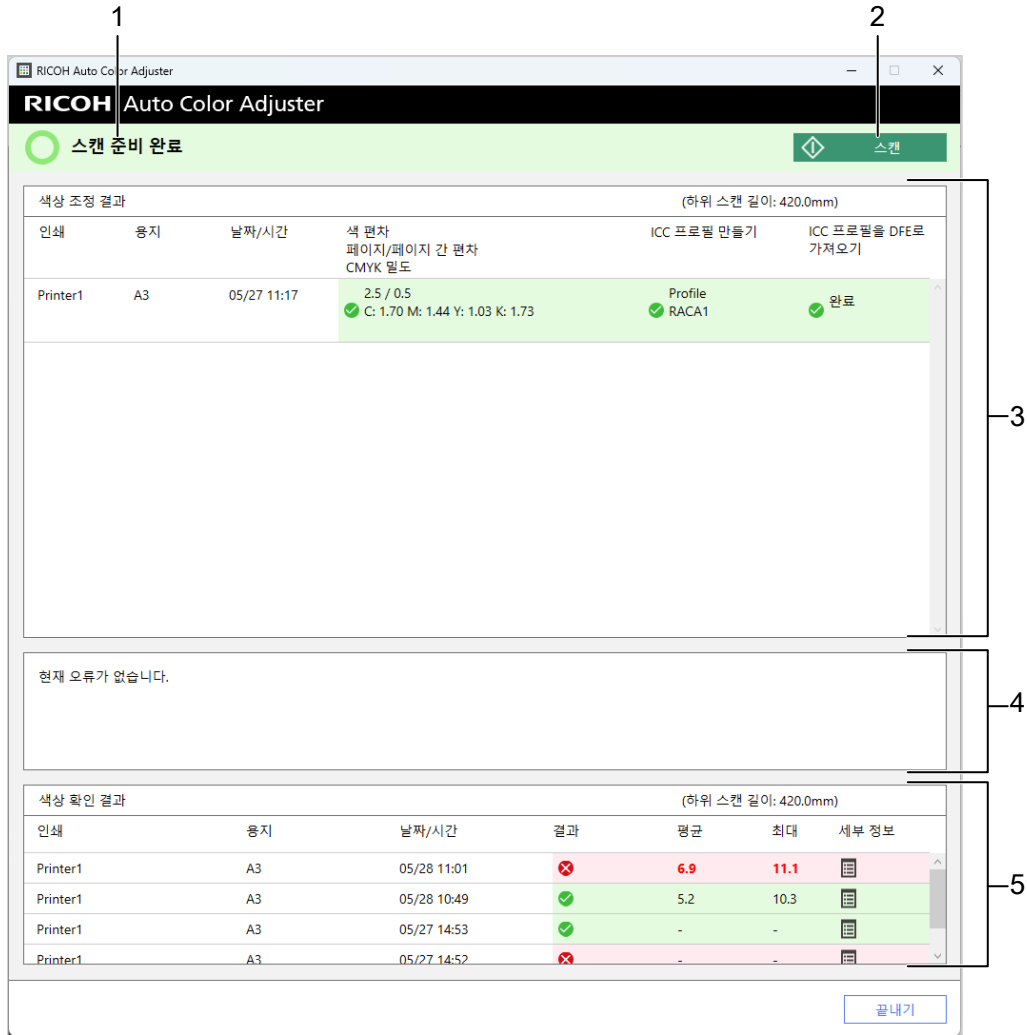 1 2
RICOH Auto Color Adjuster
RICOH Auto Color Adjuster
스캔 준비 완료 스캔
색상 조정 결과 (하위 스캔 길이: 420.0mm)
인쇄 용지 날짜/시간 색 편차 ICC 프로필 만들기 ICC 프로필을 DFE로
페이지/페이지 간 편차 가져오기
CMYK 밀도
Printer1 A3 05/27 11:17 2.5 / 0.5 Profile 완료
C: 1.70 M: 1.44 Y: 1.03 K: 1.73 RACA1
3
현재 오류가 없습니다.
4
색상 확인 결과 (하위 스캔 길이: 420.0mm)
인쇄 용지 날짜/시간 결과 평균 최대 세부 정보
Printer1 A3 05/28 11:01 6.9 11.1
5
Printer1 A3 05/28 10:49 5.2 10.3
Printer1 A3 05/27 14:53 - -
Printer1 A3 05/27 14:52 - -
끝내기